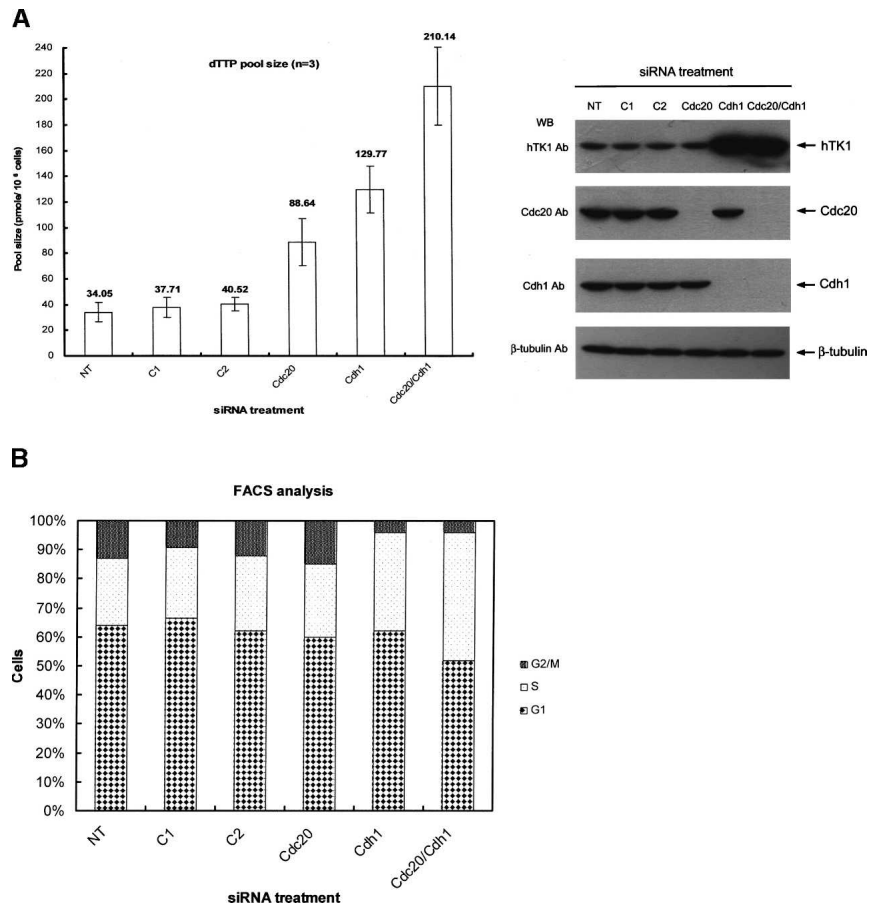 A
dTTP pool size (n=3)
Pool siize (pmole/10 6 cells)
240
220
200
180
160
140
120
100
80
60
40
20
0
34.05
37.71
40.52
88.64
129.77
210.14
NT
C1
C2
Cdc20
Cdh1
Cdc20/Cdh1
siRNA treatment
siRNA treatment
NT C1 C2 Cdc20 Cdh1 Cdc20/Cdh1
WB
hTK1 Ab hTK1
Cdc20 Ab Cdc20
Cdh1 Ab Cdh1
β-tubulin Ab β-tubulin
B
FACS analysis
Cells
100%
90%
80%
70%
60%
50%
40%
30%
20%
10%
0%
G2/M
S
G1
NT
C1
C2
Cdc20
Cdh1
Cdc20/Cdh1
siRNA treatment